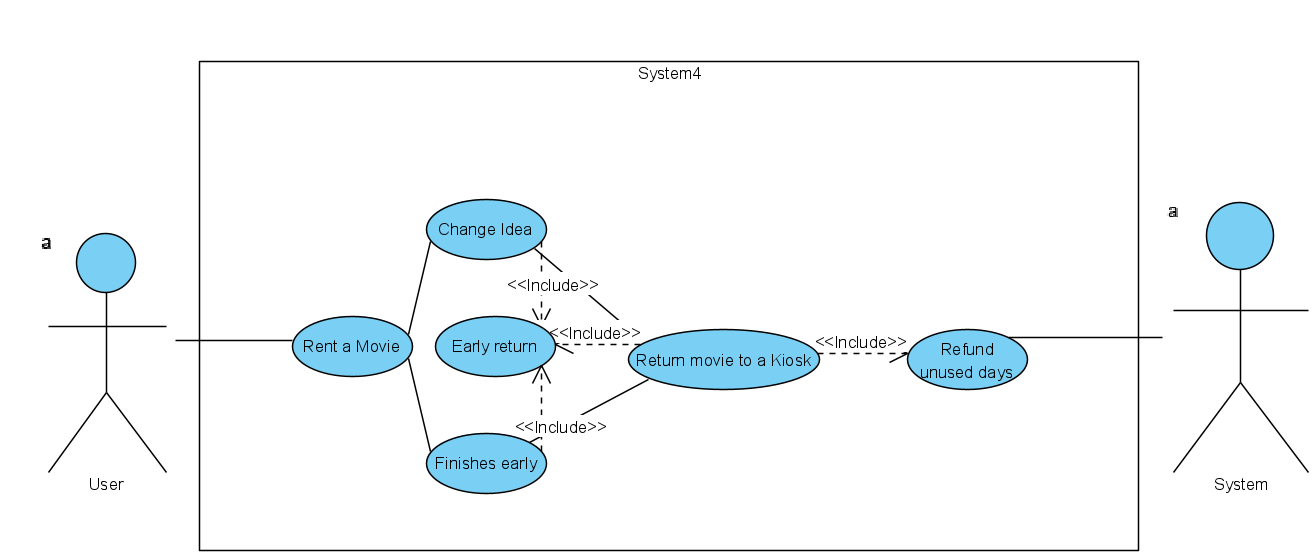 System4
a
a
Change Idea
<<Include>>
<<Include>>
<<Include>>
Rent a Movie
Early return
Return movie to a Kiosk
Refund
unused days
<<Include>>
Finishes early
User
System